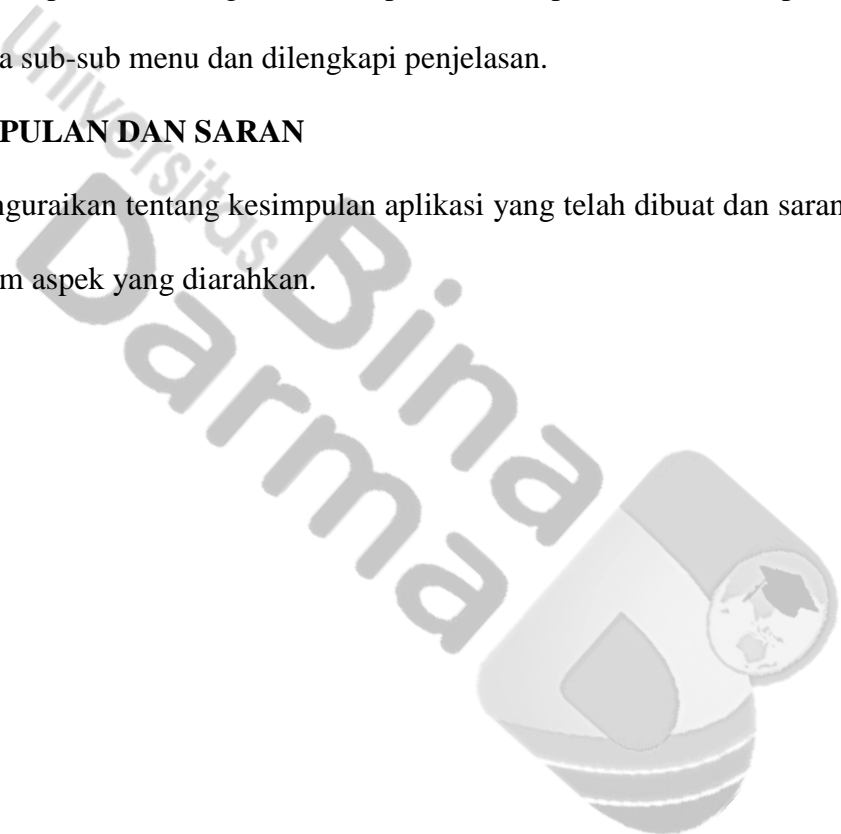 a sub-sub menu dan dilengkapi penjelasan.
PULAN DAN SARAN
nguraikan tentang kesimpulan aplikasi yang telah dibuat dan saran
m aspek yang diarahkan.
Universitas
Bina
Darma